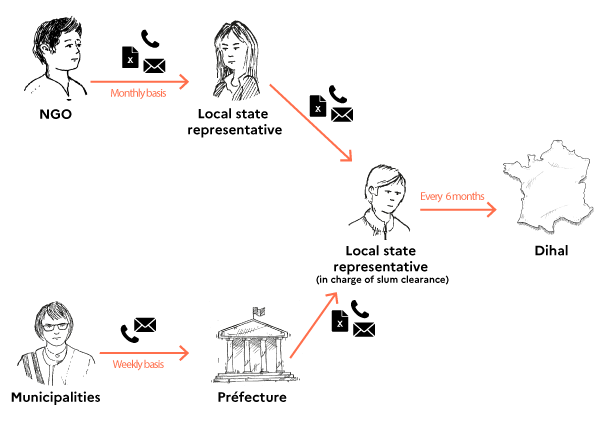 Monthly basis
NGO
Local state
representative
X
X
Every 6 months
Local state
representative
(in charge of slum clearance)
Dihal
X
Weekly basis
Municipalities
Préfecture